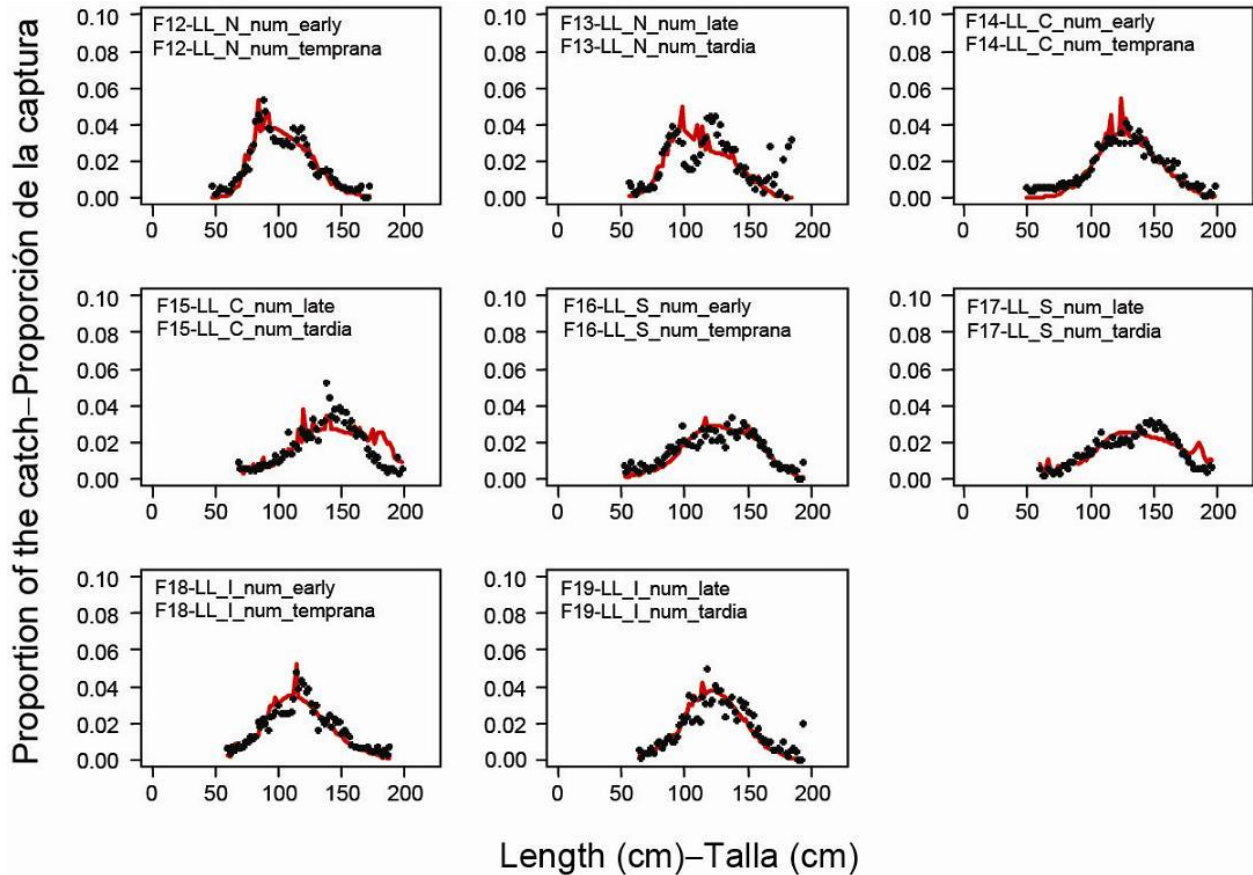 Proportion of the catch–Proporción de la captura
F12-LL_N_num_early
F12-LL_N_num_temprana
0.10
0.08
0.06
0.04
0.02
0.00
0 50 100 150 200
F13-LL_N_num_late
F13-LL_N_num_tardia
0.10
0.08
0.06
0.04
0.02
0.00
0 50 100 150 200
F14-LL_C_num_early
F14-LL_C_num_temprana
0.10
0.08
0.06
0.04
0.02
0.00
0 50 100 150 200
F15-LL_C_num_late
F15-LL_C_num_tardia
0.10
0.08
0.06
0.04
0.02
0.00
0 50 100 150 200
F16-LL_S_num_early
F16-LL_S_num_temprana
0.10
0.08
0.06
0.04
0.02
0.00
0 50 100 150 200
F17-LL_S_num_late
F17-LL_S_num_tardia
0.10
0.08
0.06
0.04
0.02
0.00
0 50 100 150 200
F18-LL_I_num_early
F18-LL_I_num_temprana
0.10
0.08
0.06
0.04
0.02
0.00
0 50 100 150 200
F19-LL_I_num_late
F19-LL_I_num_tardia
0.10
0.08
0.06
0.04
0.02
0.00
0 50 100 150 200
Length (cm)–Talla (cm)